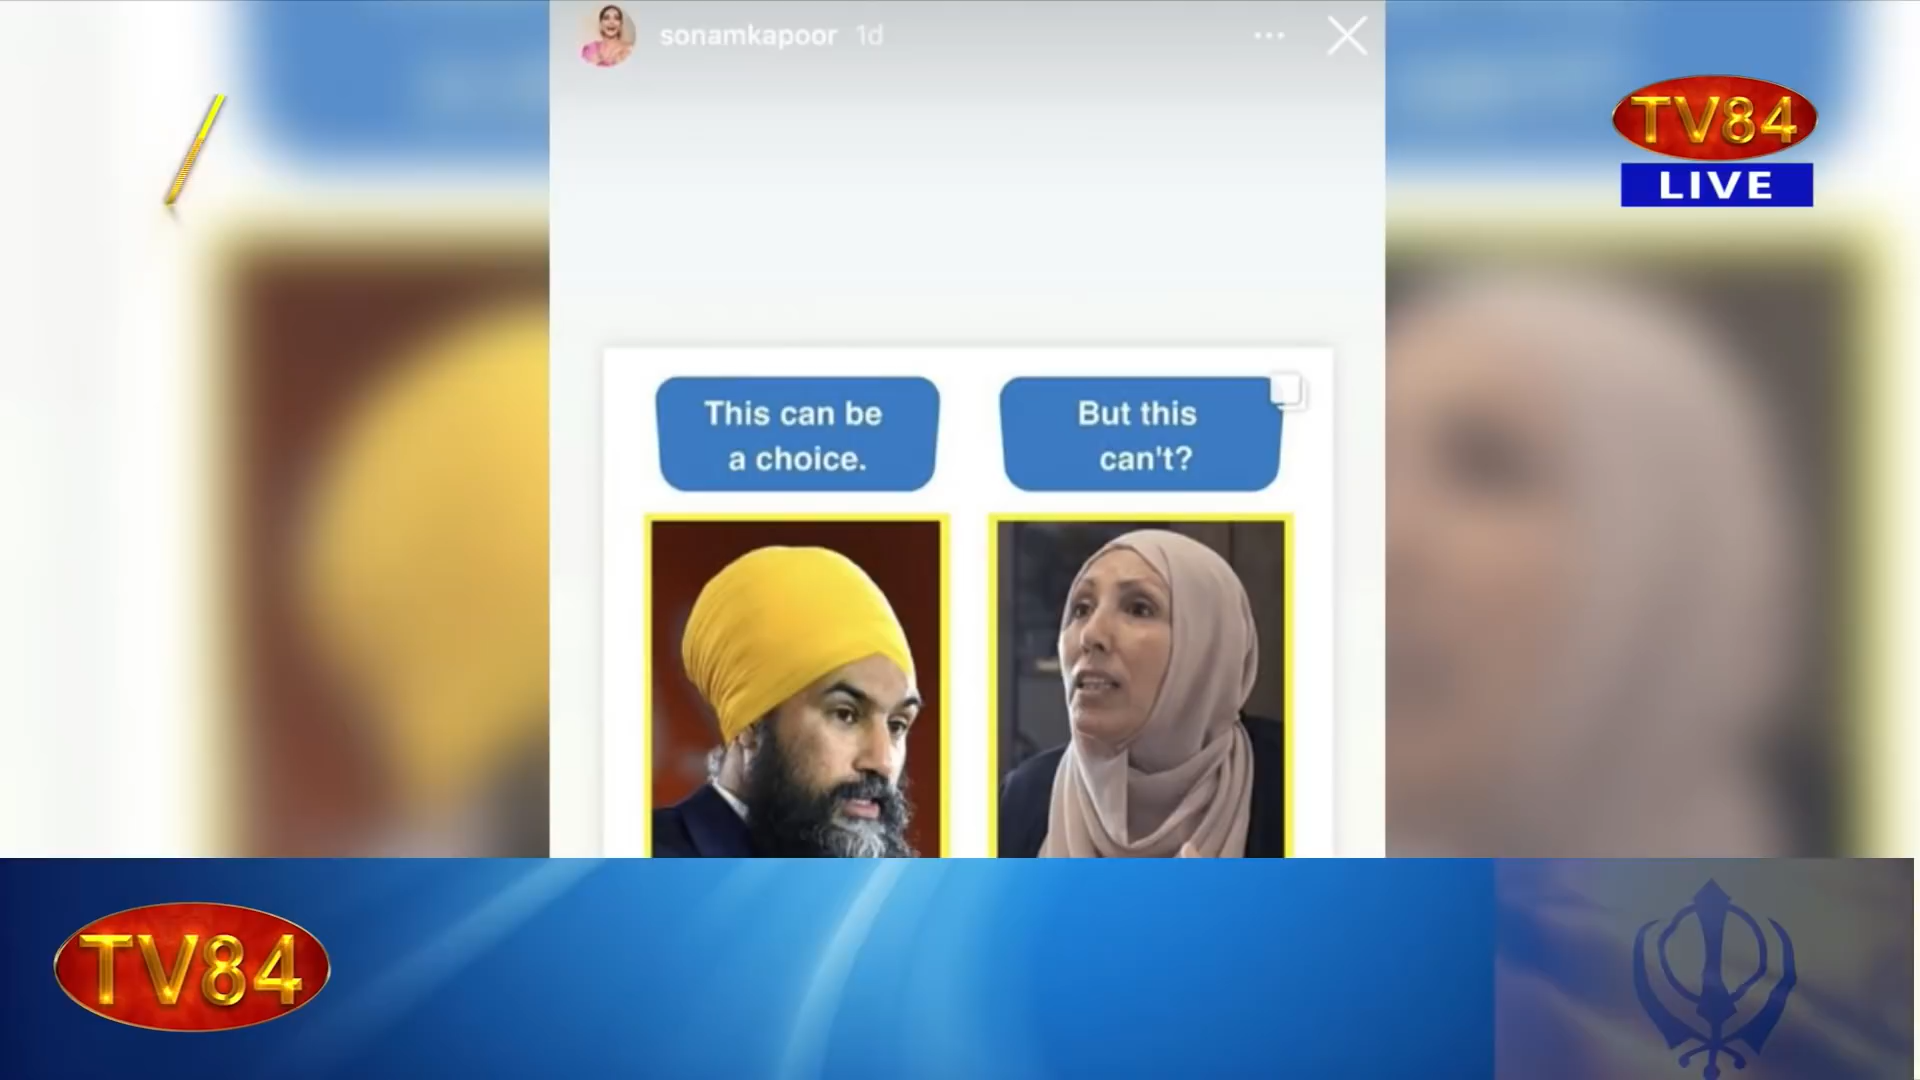 sonamkapoor 1d
TV84
LIVE
This can be
a choice.
But this
can't?
TV84